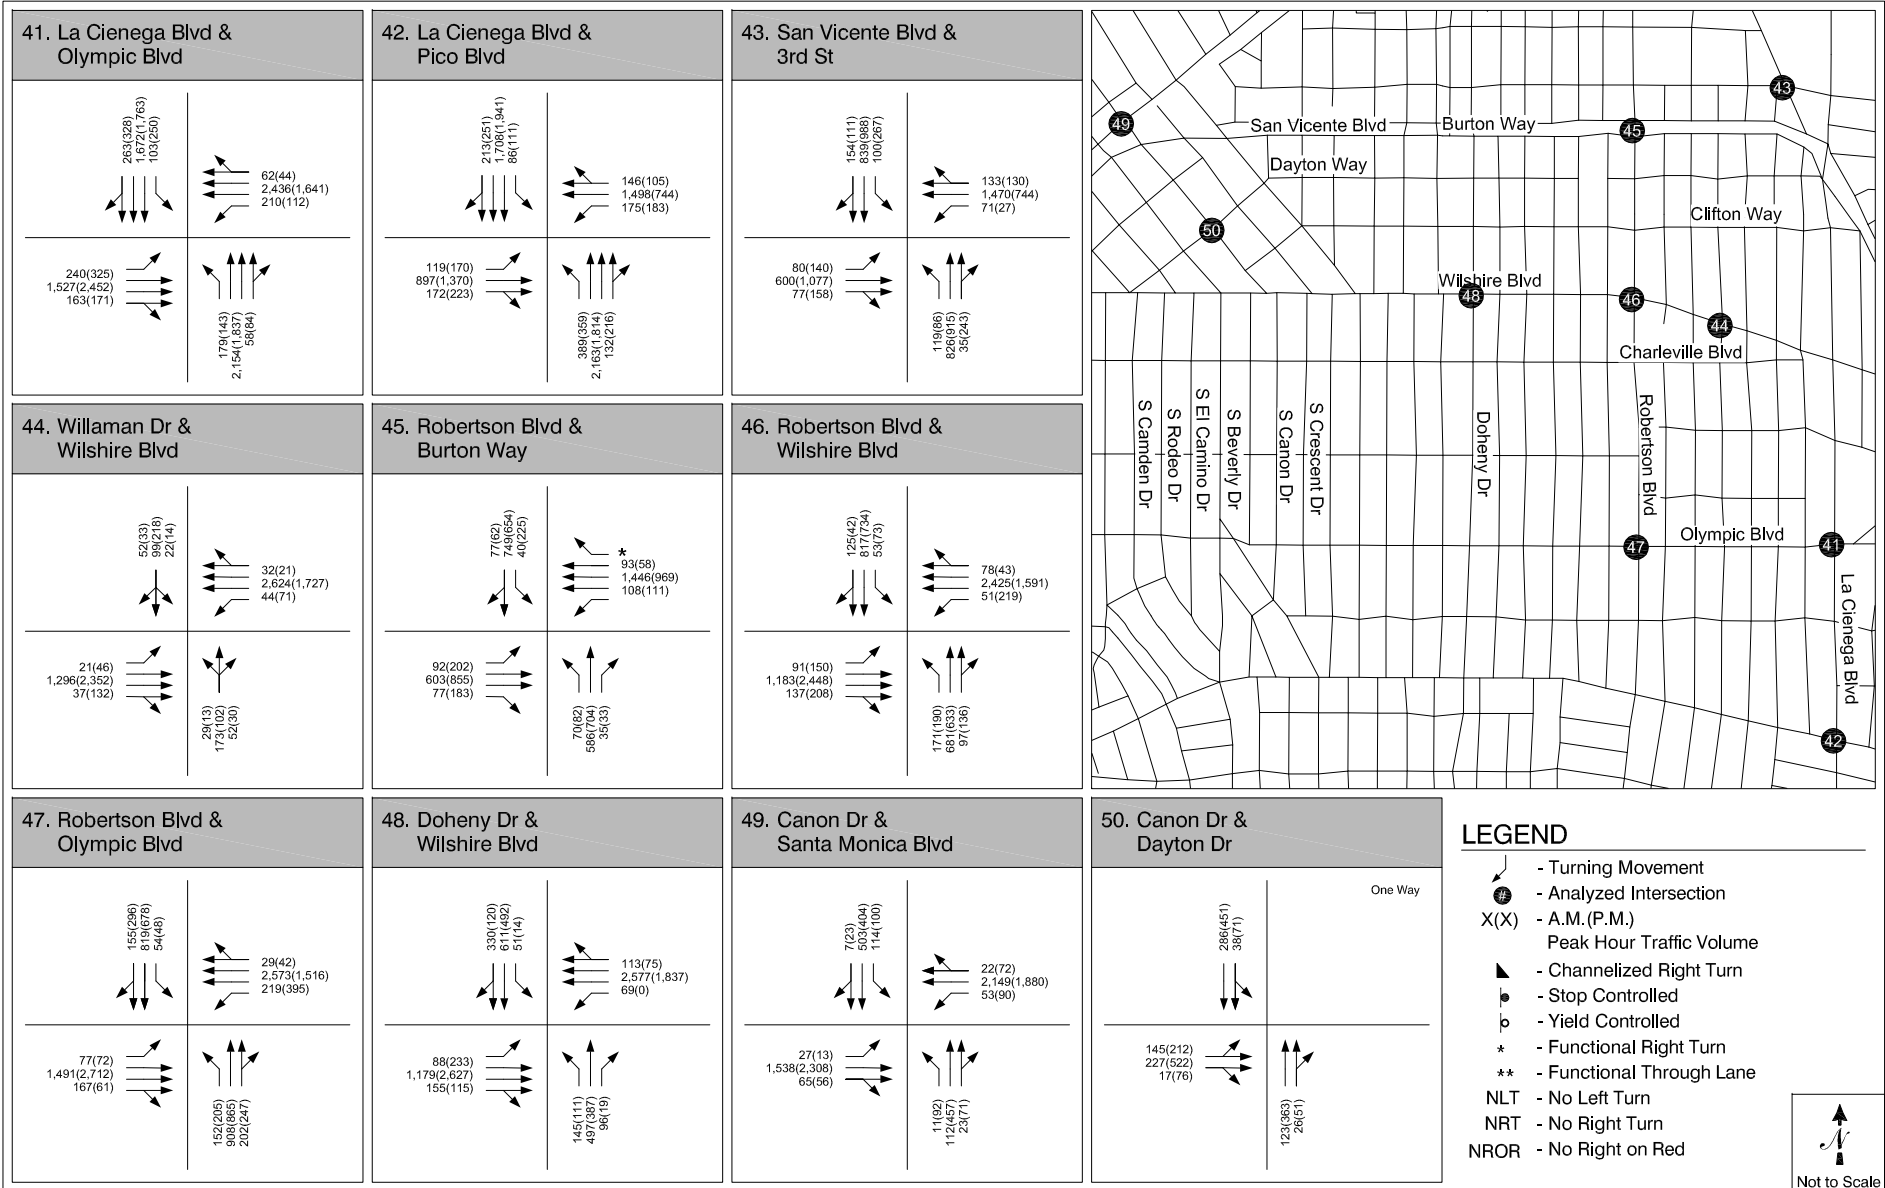 41. La Cienega Blvd &
Olympic Blvd
263(328)
1,672(1,763)
103(250)
62(44)
2,436(1,641)
210(112)
240(325)
1,527(2,452)
163(171)
179(143)
2,154(1,837)
58(84)
42. La Cienega Blvd &
Pico Blvd
213(251)
1,708(1,941)
86(111)
146(105)
1,498(744)
175(183)
119(170)
897(1,370)
172(223)
389(359)
2,163(1,814)
132(216)
43. San Vicente Blvd &
3rd St
154(111)
839(988)
100(267)
133(130)
1,470(744)
71(27)
80(140)
600(1,077)
77(158)
119(86)
826(915)
35(243)
44. Willaman Dr &
Wilshire Blvd
52(33)
99(218)
22(14)
32(21)
2,624(1,727)
44(71)
21(46)
1,296(2,352)
37(132)
29(13)
173(102)
52(30)
45. Robertson Blvd &
Burton Way
77(62)
749(654)
40(225)
*
93(58)
1,446(969)
108(111)
92(202)
603(855)
77(183)
70(82)
586(704)
35(33)
46. Robertson Blvd &
Wilshire Blvd
125(42)
817(734)
53(73)
78(43)
2,425(1,591)
51(219)
91(150)
1,183(2,448)
137(208)
171(190)
681(633)
97(136)
47. Robertson Blvd &
Olympic Blvd
155(296)
819(678)
54(48)
29(42)
2,573(1,516)
219(395)
77(72)
1,491(2,712)
167(61)
152(205)
908(865)
202(247)
48. Doheny Dr &
Wilshire Blvd
330(120)
611(492)
51(14)
113(75)
2,577(1,837)
69(0)
88(233)
1,179(2,627)
155(115)
145(111)
497(387)
96(19)
49. Canon Dr &
Santa Monica Blvd
7(23)
503(404)
114(100)
22(72)
2,149(1,880)
53(90)
27(13)
1,538(2,308)
65(56)
11(92)
112(457)
23(71)
50. Canon Dr &
Dayton Dr
One Way
286(451)
38(71)
145(212)
227(522)
17(76)
123(363)
26(51)
43
49
San Vicente Blvd
Burton Way
45
Dayton Way
Clifton Way
50
Wilshire Blvd
48
46
44
Charleville Blvd
S Camden Dr
S Rodeo Dr
S El Camino Dr
S Beverly Dr
S Canon Dr
S Crescent Dr
Doheny Dr
Robertson Blvd
Olympic Blvd
47
41
La Cienega Blvd
42
LEGEND
- Turning Movement
# - Analyzed Intersection
X(X) - A.M.(P.M.)
Peak Hour Traffic Volume
- Channelized Right Turn
- Stop Controlled
- Yield Controlled
* - Functional Right Turn
** - Functional Through Lane
NLT - No Left Turn
NRT - No Right Turn
NROR - No Right on Red
N
Not to Scale